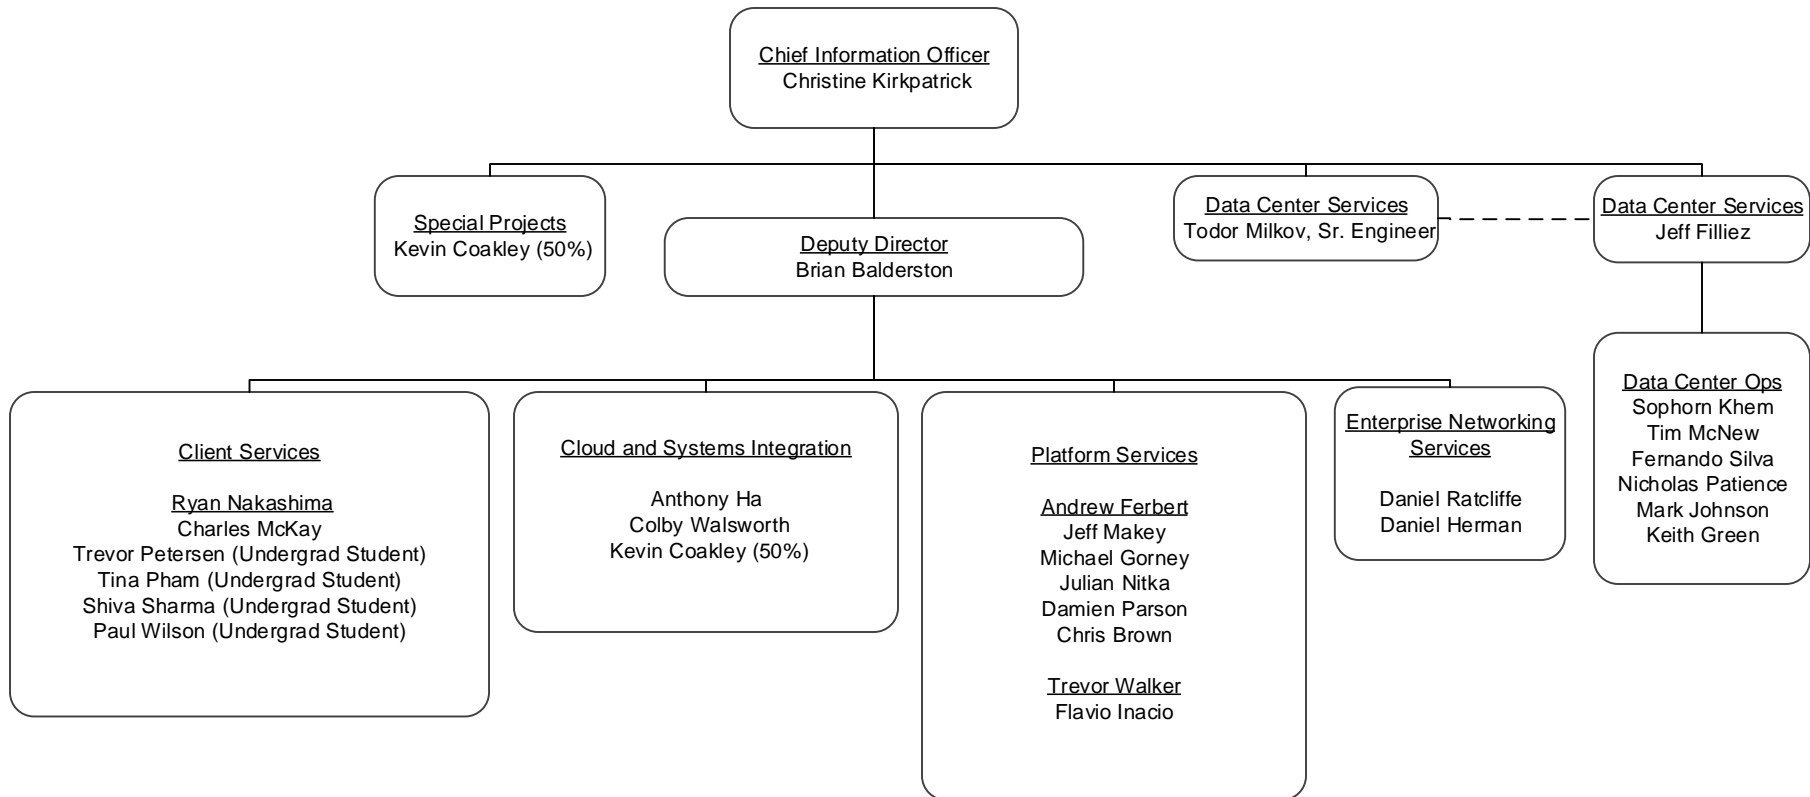 Chief Information Officer
Christine Kirkpatrick
Special Projects
Kevin Coakley (50%)
Deputy Director
Brian Balderston
Data Center Services
Todor Milkov, Sr. Engineer
Data Center Services
Jeff Filliez
Client Services
Ryan Nakashima
Charles McKay
Trevor Petersen (Undergrad Student)
Tina Pham (Undergrad Student)
Shiva Sharma (Undergrad Student)
Paul Wilson (Undergrad Student)
Cloud and Systems Integration
Anthony Ha
Colby Walsworth
Kevin Coakley (50%)
Platform Services
Andrew Ferbert
Jeff Makey
Michael Gorney
Julian Nitka
Damien Parson
Chris Brown
Trevor Walker
Flavio Inacio
Enterprise Networking
Services
Daniel Ratcliffe
Daniel Herman
Data Center Ops
Sophorn Khem
Tim McNew
Fernando Silva
Nicholas Patience
Mark Johnson
Keith Green